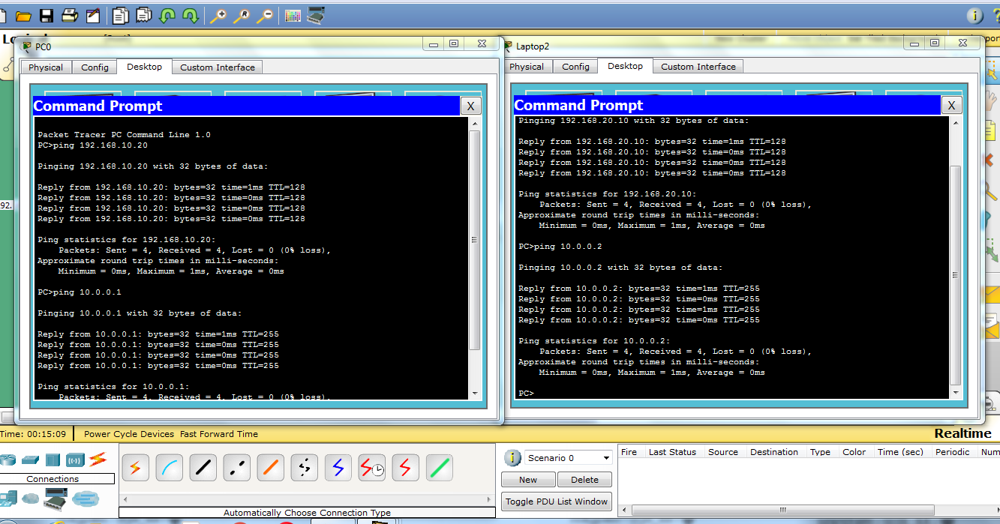 PC0
Physical
Config
Desktop
Custom Interface
Command Prompt
X
Packet Tracer PC Command Line 1.0
PC>ping 192.168.10.20
Pinging 192.168.10.20 with 32 bytes of data:
Reply from 192.168.10.20: bytes=32 time=1ms TTL=128
Reply from 192.168.10.20: bytes=32 time=0ms TTL=128
Reply from 192.168.10.20: bytes=32 time=0ms TTL=128
Reply from 192.168.10.20: bytes=32 time=0ms TTL=128
Ping statistics for 192.168.10.20:
Packets: Sent = 4, Received = 4, Lost = 0 (0% loss),
Approximate round trip times in milli-seconds:
Minimum = 0ms, Maximum = 1ms, Average = 0ms
PC>ping 10.0.0.1
Pinging 10.0.0.1 with 32 bytes of data:
Reply from 10.0.0.1: bytes=32 time=1ms TTL=255
Reply from 10.0.0.1: bytes=32 time=0ms TTL=255
Reply from 10.0.0.1: bytes=32 time=0ms TTL=255
Reply from 10.0.0.1: bytes=32 time=0ms TTL=255
Ping statistics for 10.0.0.1:
Packets: Sent = 4, Received = 4, Lost = 0 (0% loss),
Laptop2
Physical
Config
Desktop
Custom Interface
Command Prompt
X
Pinging 192.168.20.10 with 32 bytes of data:
Reply from 192.168.20.10: bytes=32 time=1ms TTL=128
Reply from 192.168.20.10: bytes=32 time=0ms TTL=128
Reply from 192.168.20.10: bytes=32 time=0ms TTL=128
Reply from 192.168.20.10: bytes=32 time=0ms TTL=128
Ping statistics for 192.168.20.10:
Packets: Sent = 4, Received = 4, Lost = 0 (0% loss),
Approximate round trip times in milli-seconds:
Minimum = 0ms, Maximum = 1ms, Average = 0ms
PC>ping 10.0.0.2
Pinging 10.0.0.2 with 32 bytes of data:
Reply from 10.0.0.2: bytes=32 time=1ms TTL=255
Reply from 10.0.0.2: bytes=32 time=0ms TTL=255
Reply from 10.0.0.2: bytes=32 time=1ms TTL=255
Reply from 10.0.0.2: bytes=32 time=0ms TTL=255
Ping statistics for 10.0.0.2:
Packets: Sent = 4, Received = 4, Lost = 0 (0% loss),
Approximate round trip times in milli-seconds:
Minimum = 0ms, Maximum = 1ms, Average = 0ms
PC>
92.
Time: 00:15:09
Power Cycle Devices Fast Forward Time
Realtime
Connections
Automatically Choose Connection Type
Scenario 0
New
Delete
Toggle PDU List Window
Fire Last Status Source Destination Type Color Time (sec) Periodic Num